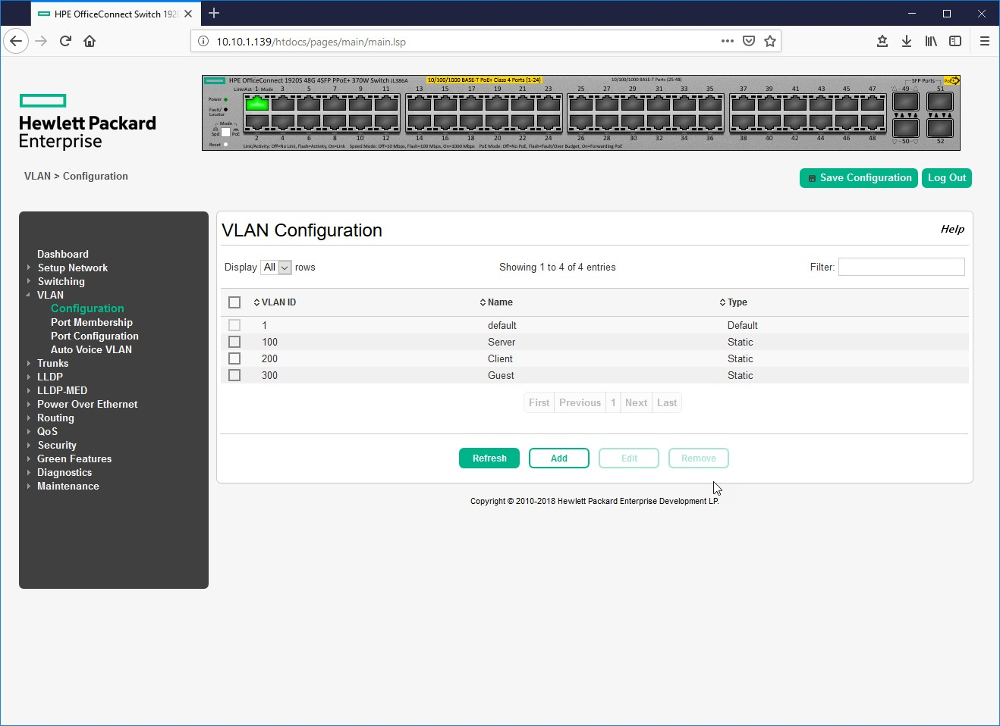 HPE OfficeConnect Switch 192
10.10.1.139/htdocs/pages/main/main.lsp
HPE OfficeConnect 1920S 48G 4SFP PPoE+ 370W Switch JL386A
10/100/1000 BASE-T PoE+ Class 4 Ports (1-24)
10/100/1000 BASE-T Ports (25-48)
SFP Ports
PoE+
Link/Act 1 Mode 3 5 7 9 11 13 15 17 19 21 23 25 27 29 31 33 35 37 39 41 43 45 47 49 51
Power
Fault/
Locator
Mode
Spd PoE
Reset
2 4 6 8 10 12 14 16 18 20 22 24 26 28 30 32 34 36 38 40 42 44 46 48 50 52
Link/Activity: Off=No Link, Flash=Activity, On=Link Speed Mode: Off=10 Mbps, Flash=100 Mbps, On=1000 Mbps PoE Mode: Off=No PoE, Flash=Fault/Over Budget, On=Forwarding PoE
Hewlett Packard
Enterprise
VLAN > Configuration
Save Configuration
Log Out
Dashboard
Setup Network
Switching
VLAN
Configuration
Port Membership
Port Configuration
Auto Voice VLAN
Trunks
LLDP
LLDP-MED
Power Over Ethernet
Routing
QoS
Security
Green Features
Diagnostics
Maintenance
VLAN Configuration
Help
Display All rows
Showing 1 to 4 of 4 entries
Filter:
VLAN ID Name Type
1 default Default
100 Server Static
200 Client Static
300 Guest Static
First Previous 1 Next Last
Refresh Add Edit Remove
Copyright © 2010-2018 Hewlett Packard Enterprise Development LP.